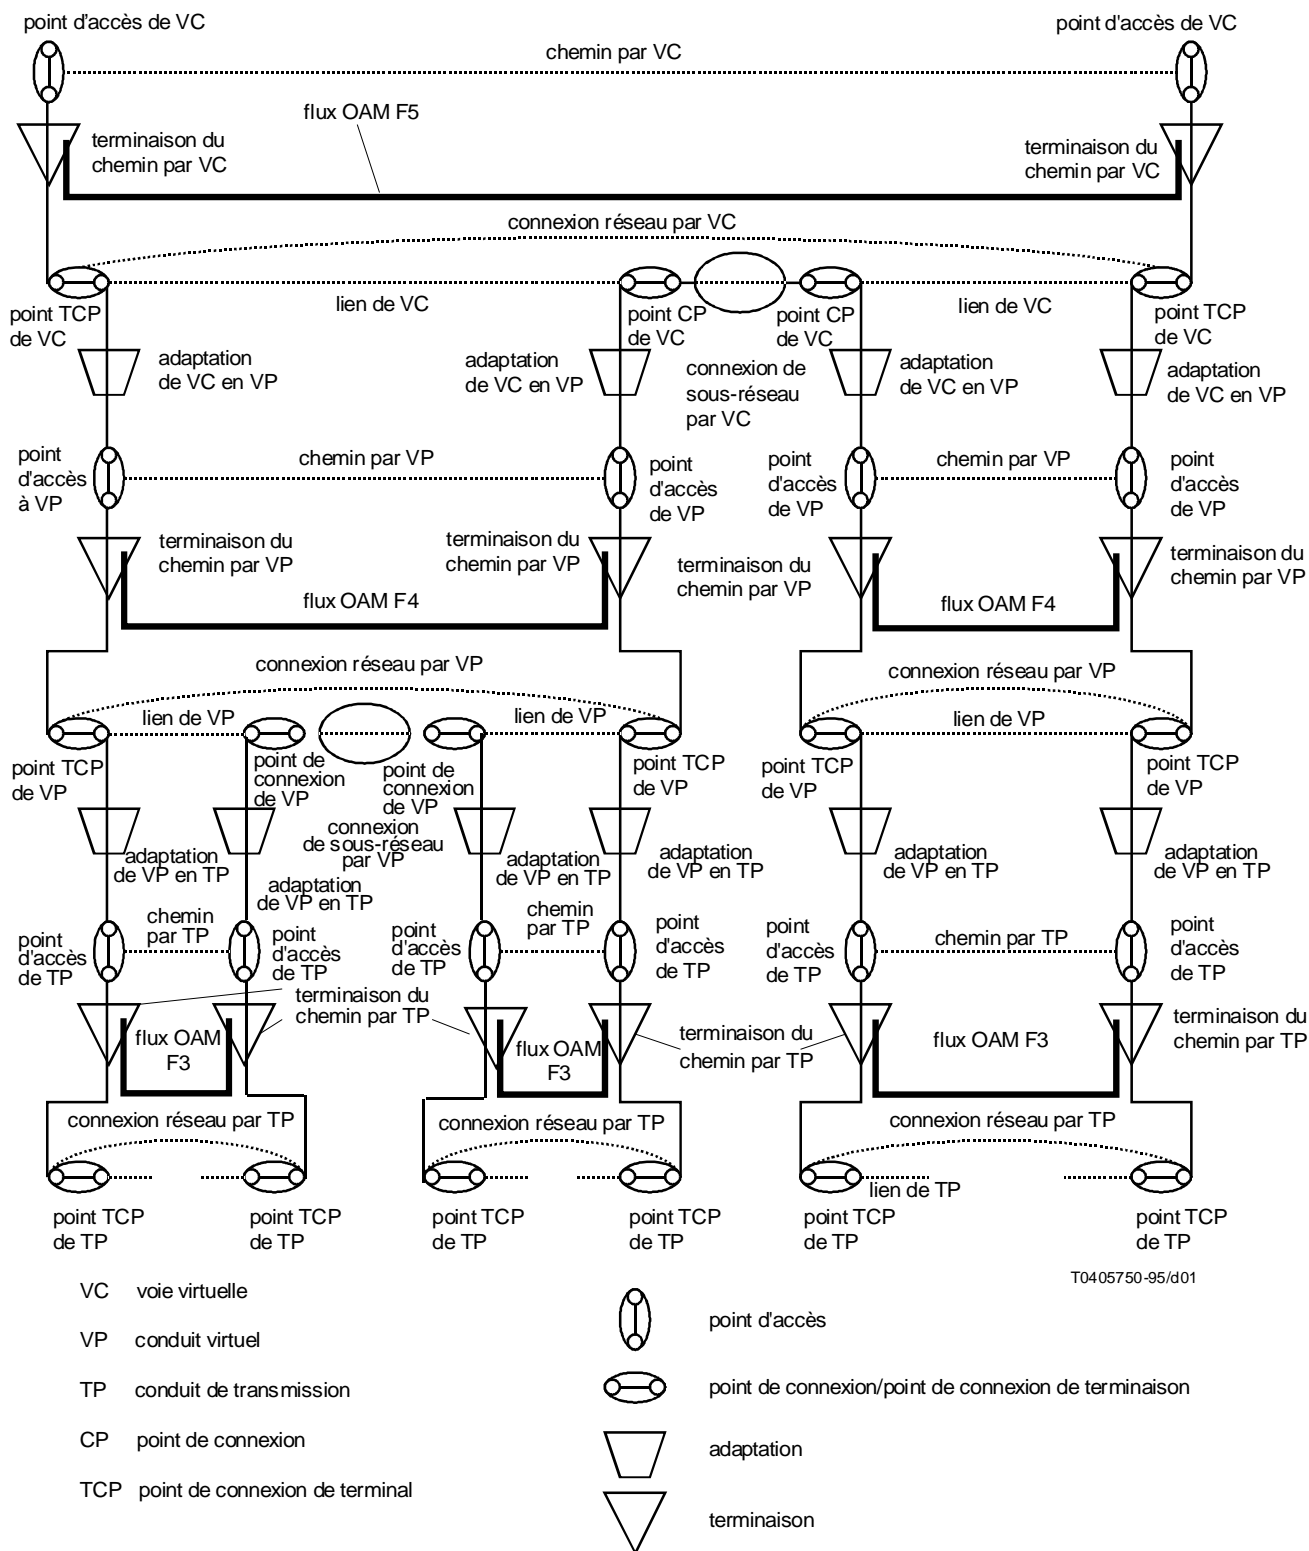 point d'accès de VC
point d'accès de VC
chemin par VC
flux OAM F5
terminaison du
chemin par VC
terminaison du
chemin par VC
connexion réseau par VC
lien de VC
lien de VC
point TCP
de VC
point CP
de VC
point CP
de VC
point TCP
de VC
adaptation
de VC en VP
adaptation
de VC en VP
connexion de
sous-réseau
par VC
adaptation
de VC en VP
adaptation
de VC en VP
point
d'accès
à VP
chemin par VP
point
d'accès
de VP
point
d'accès
de VP
chemin par VP
point
d'accès
de VP
terminaison du
chemin par VP
terminaison du
chemin par VP
terminaison du
chemin par VP
terminaison du
chemin par VP
flux OAM F4
flux OAM F4
connexion réseau par VP
connexion réseau par VP
lien de VP
lien de VP
lien de VP
point TCP
de VP
point de
connexion
de VP
point de
connexion
de VP
point TCP
de VP
point TCP
de VP
point TCP
de VP
connexion
de sous-réseau
par VP
adaptation
de VP en TP
adaptation
de VP en TP
adaptation
de VP en TP
adaptation
de VP en TP
adaptation
de VP en TP
adaptation
de VP en TP
point
d'accès
de TP
chemin
par TP
point
d'accès
de TP
point
d'accès
de TP
chemin
par TP
point
d'accès
de TP
point
d'accès
de TP
chemin par TP
point
d'accès
de TP
terminaison du
chemin par TP
terminaison du
chemin par TP
terminaison du
chemin par TP
flux OAM
F3
flux OAM
F3
flux OAM F3
connexion réseau par TP
connexion réseau par TP
connexion réseau par TP
lien de TP
point TCP
de TP
point TCP
de TP
point TCP
de TP
point TCP
de TP
point TCP
de TP
point TCP
de TP
T0405750-95/d01
VC voie virtuelle
VP conduit virtuel
TP conduit de transmission
CP point de connexion
TCP point de connexion de terminal
point d'accès
point de connexion/point de connexion de terminaison
adaptation
terminaison